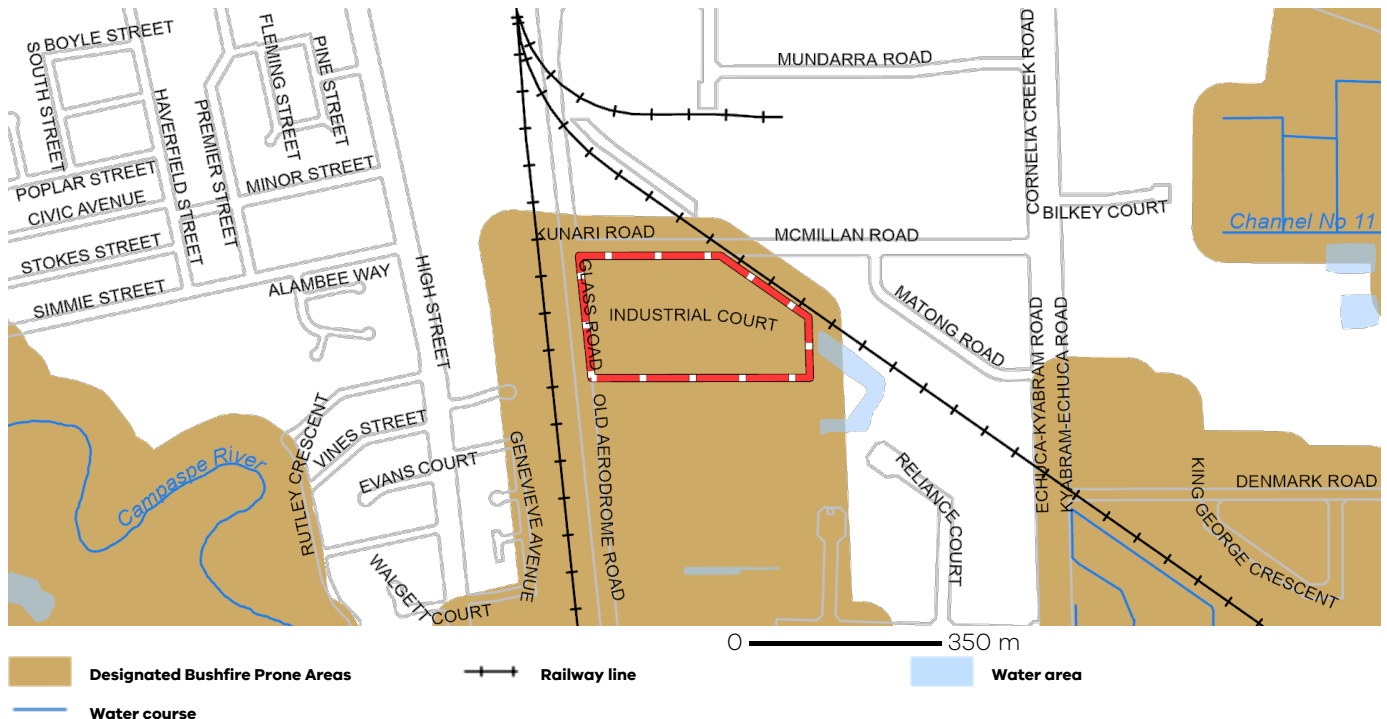 BOYLE STREET
SOUTH STREET
FLEMING STREET
PINE STREET
HAVERFIELD STREET
PREMIER STREET
MINOR STREET
POPLAR STREET
CIVIC AVENUE
STOKES STREET
SIMMIE STREET
ALAMBEE WAY
HIGH STREET
MUNDARRA ROAD
CORNELIA CREEK ROAD
BILKEY COURT
Channel No 11
KUNARI ROAD
MCMILLAN ROAD
GLASS ROAD
INDUSTRIAL COURT
MATONG ROAD
ECHUCA-KYABRAM ROAD
KYABRAM-ECHUCA ROAD
RUTLEY CRESCENT
VINES STREET
EVANS COURT
Campaspe River
GENEVIEVE AVENUE
OLD AERODROME ROAD
RELIANCE COURT
KING GEORGE CRESCENT
DENMARK ROAD
WALGETT COURT
0 350 m
Designated Bushfire Prone Areas
Railway line
Water area
Water course